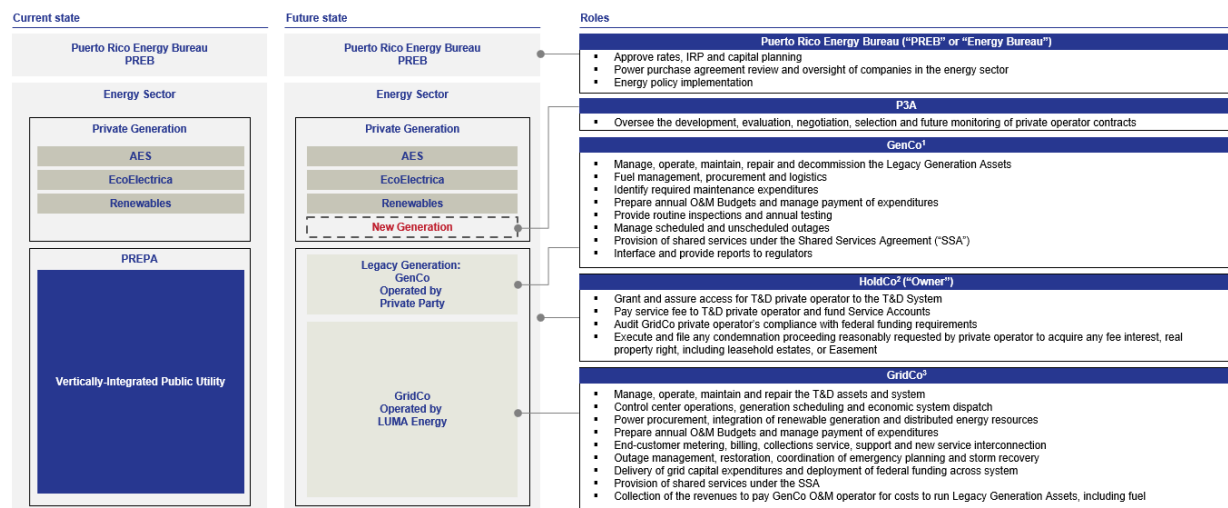 Current state
Puerto Rico Energy Bureau
PREB
Energy Sector
Private Generation
AES
EcoElectrica
Renewables
PREPA
Vertically-Integrated Public Utility
Future state
Puerto Rico Energy Bureau
PREB
Energy Sector
Private Generation
AES
EcoElectrica
Renewables
New Generation
Legacy Generation:
GenCo
Operated by
Private Party
GridCo
Operated by
LUMA Energy
Roles
Puerto Rico Energy Bureau (“PREB” or “Energy Bureau”)
▪ Approve rates, IRP and capital planning
▪ Power purchase agreement review and oversight of companies in the energy sector
▪ Energy policy implementation
P3A
▪ Oversee the development, evaluation, negotiation, selection and future monitoring of private operator contracts
GenCo¹
▪ Manage, operate, maintain, repair and decommission the Legacy Generation Assets
▪ Fuel management, procurement and logistics
▪ Identify required maintenance expenditures
▪ Prepare annual O&M Budgets and manage payment of expenditures
▪ Provide routine inspections and annual testing
▪ Manage scheduled and unscheduled outages
▪ Provision of shared services under the Shared Services Agreement (“SSA”)
▪ Interface and provide reports to regulators
HoldCo² (“Owner”)
▪ Grant and assure access for T&D private operator to the T&D System
▪ Pay service fee to T&D private operator and fund Service Accounts
▪ Audit GridCo private operator’s compliance with federal funding requirements
▪ Execute and file any condemnation proceeding reasonably requested by private operator to acquire any fee interest, real
property right, including leasehold estates, or Easement
GridCo³
▪ Manage, operate, maintain and repair the T&D assets and system
▪ Control center operations, generation scheduling and economic system dispatch
▪ Power procurement, integration of renewable generation and distributed energy resources
▪ Prepare annual O&M Budgets and manage payment of expenditures
▪ End-customer metering, billing, collections service, support and new service interconnection
▪ Outage management, restoration, coordination of emergency planning and storm recovery
▪ Delivery of grid capital expenditures and deployment of federal funding across system
▪ Provision of shared services under the SSA
▪ Collection of the revenues to pay GenCo O&M operator for costs to run Legacy Generation Assets, including fuel